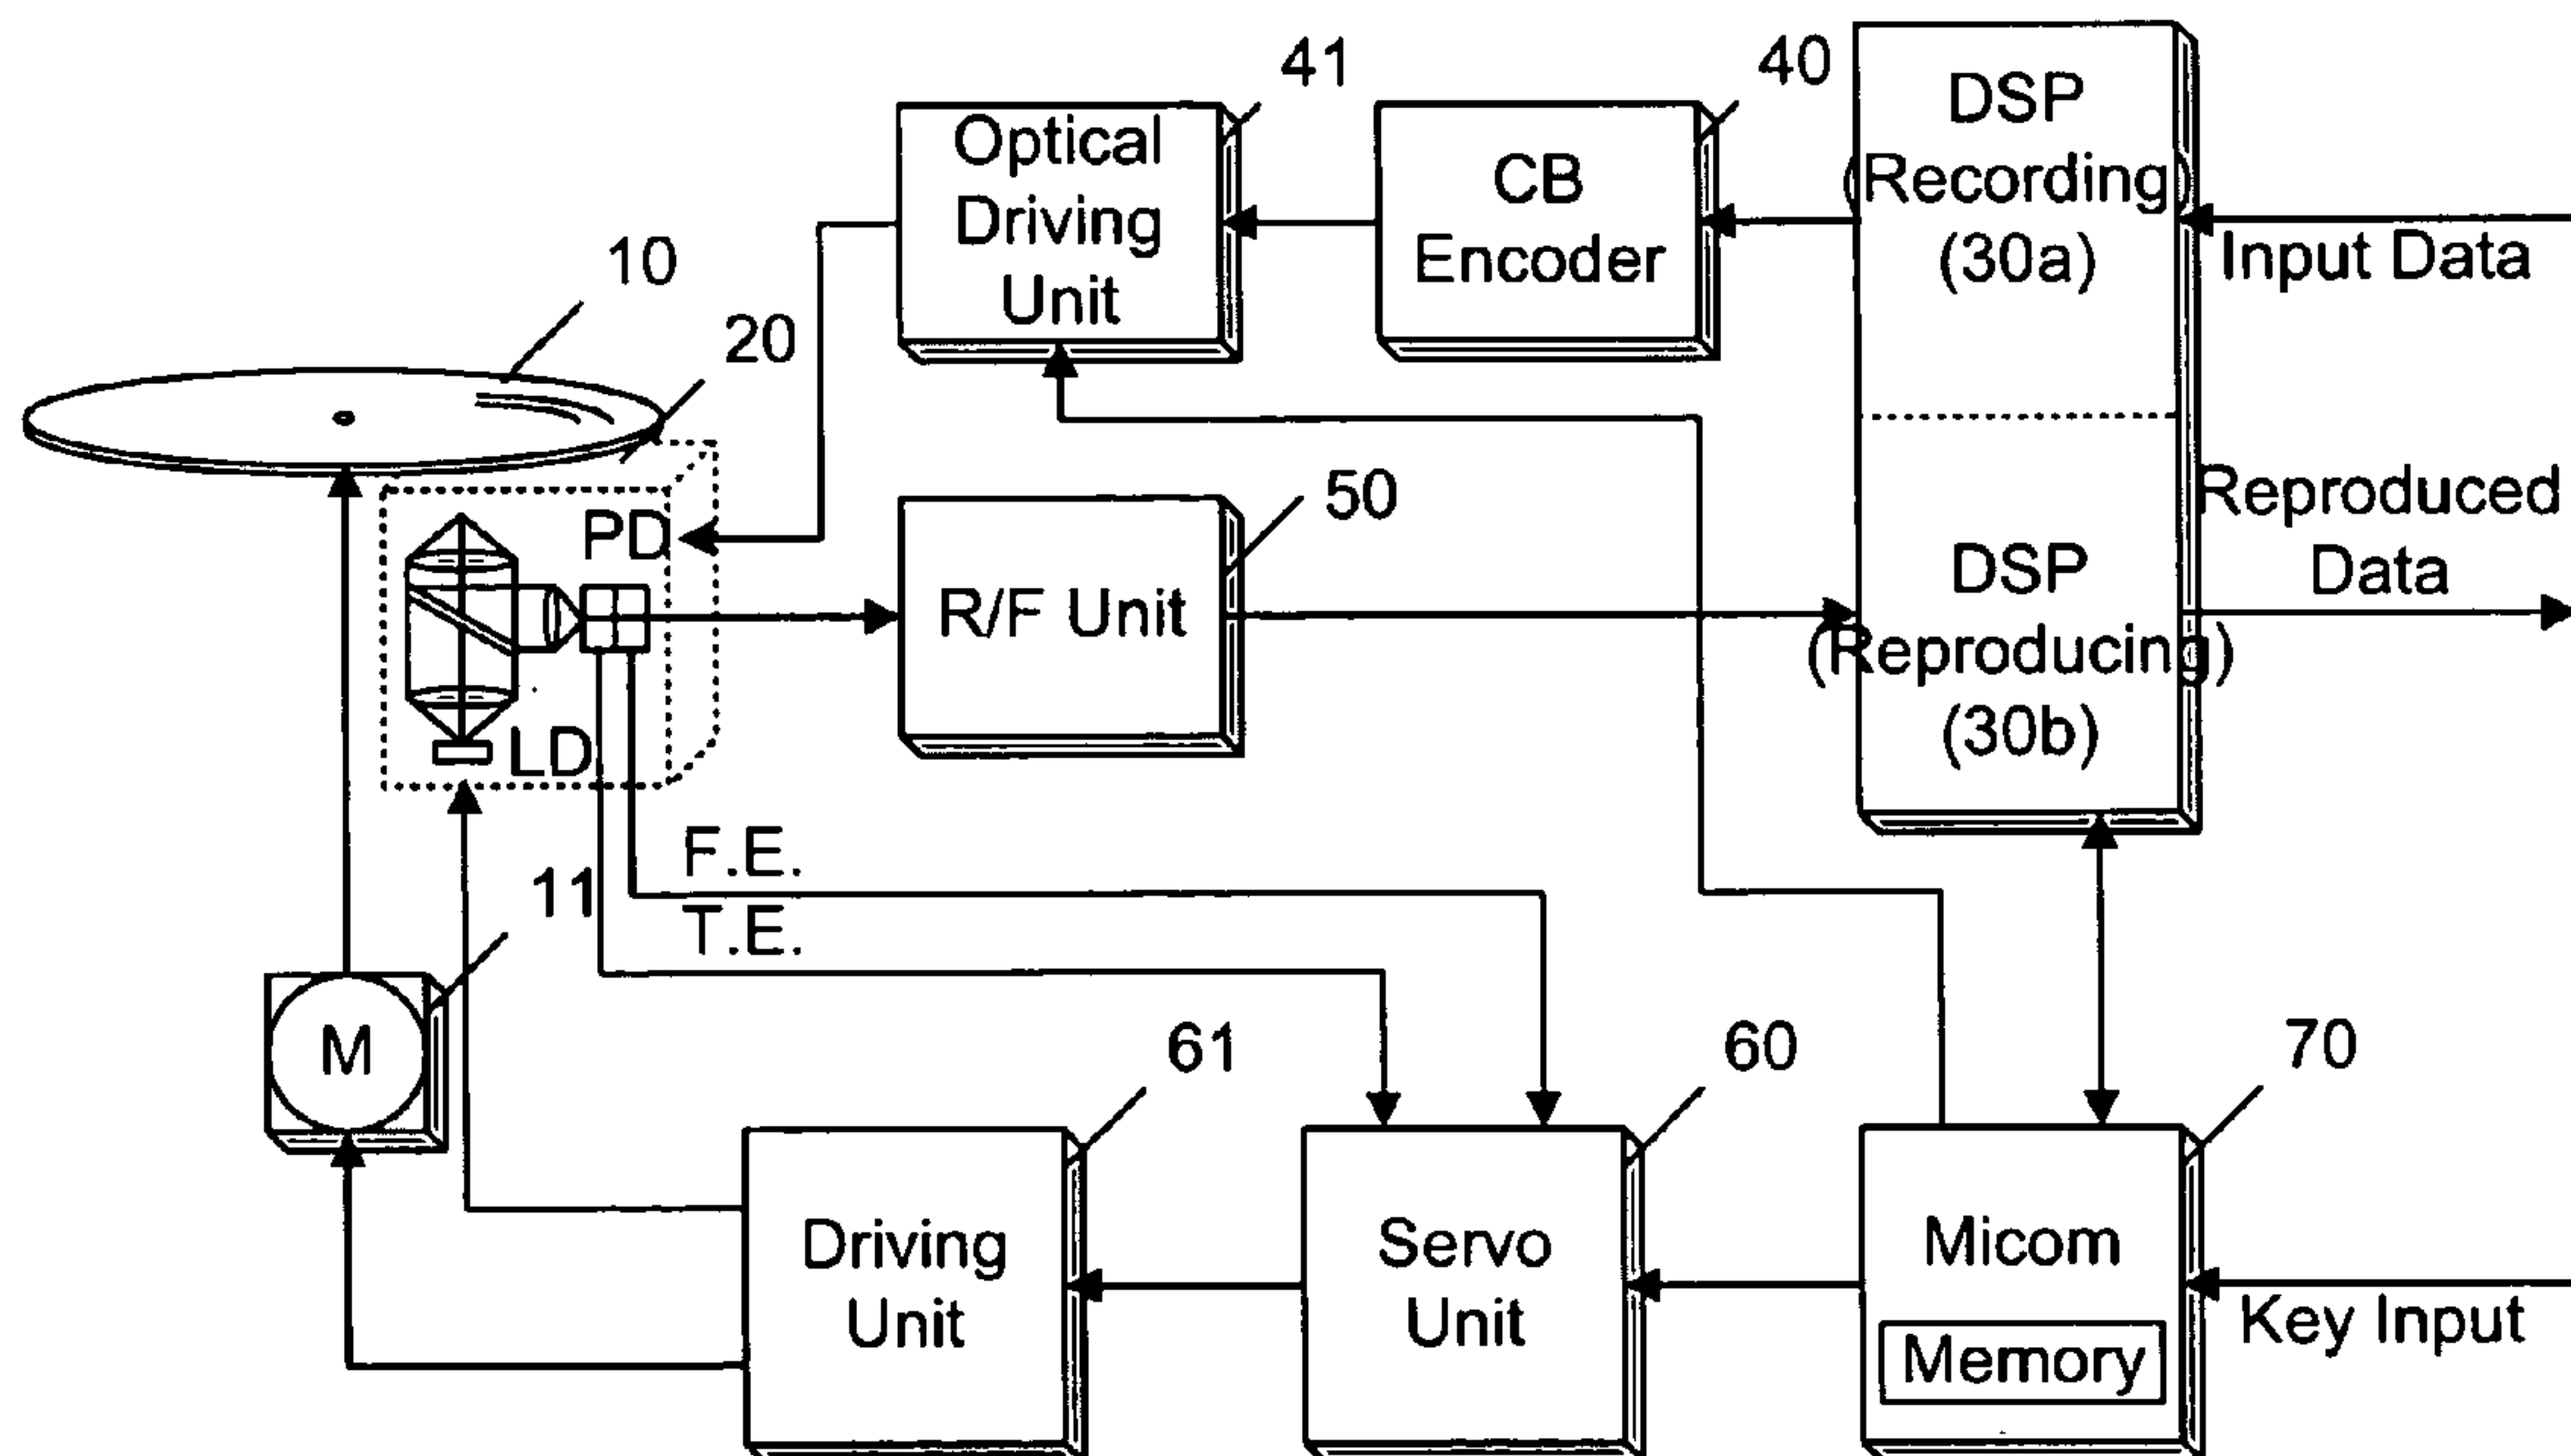 41
40
DSP
(Recording)
(30a)
Optical
Driving
Unit
CB
Encoder
Input Data
10
20
50
Reproduced
Data
PD
R/F Unit
DSP
(Reproducing)
(30b)
LD
F.E.
T.E.
11
M
61
60
70
Driving
Unit
Servo
Unit
Micom
Memory
Key Input